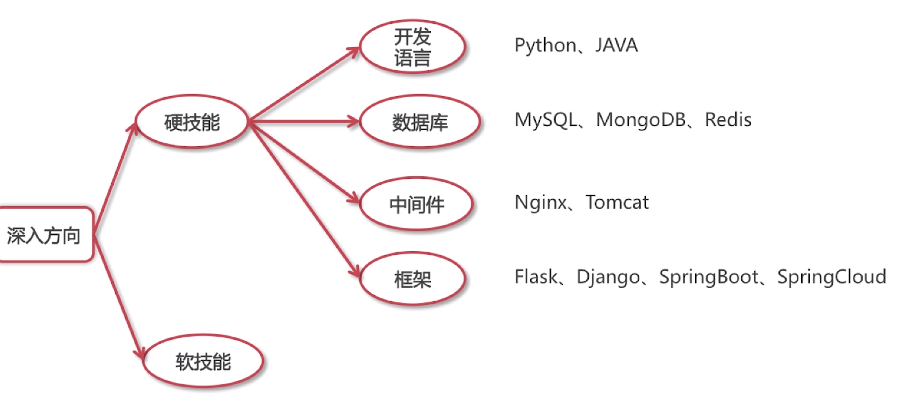 开发
语言
Python、JAVA
硬技能
数据库
MySQL、MongoDB、Redis
中间件
Nginx、Tomcat
深入方向
框架
Flask、Django、SpringBoot、SpringCloud
软技能